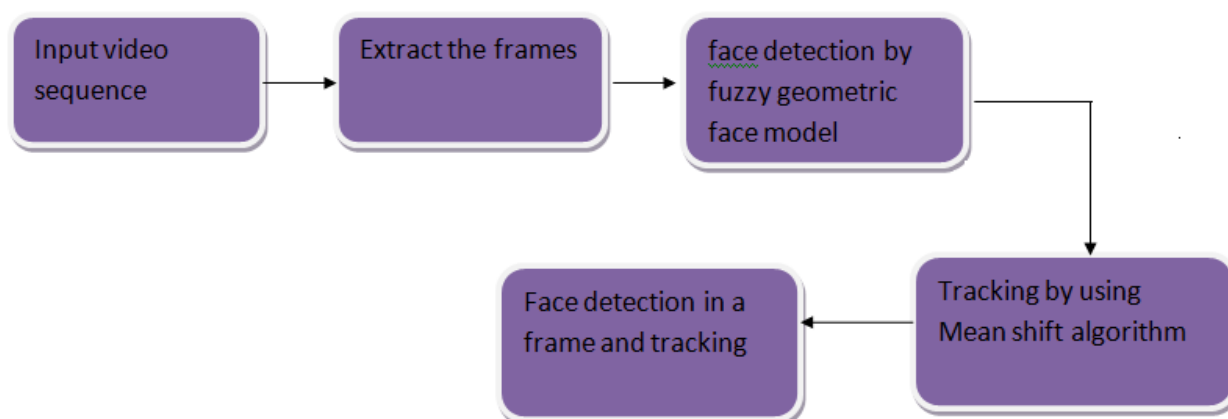 Input video
sequence
Extract the frames
face detection by
fuzzy geometric
face model
Tracking by using
Mean shift algorithm
Face detection in a
frame and tracking